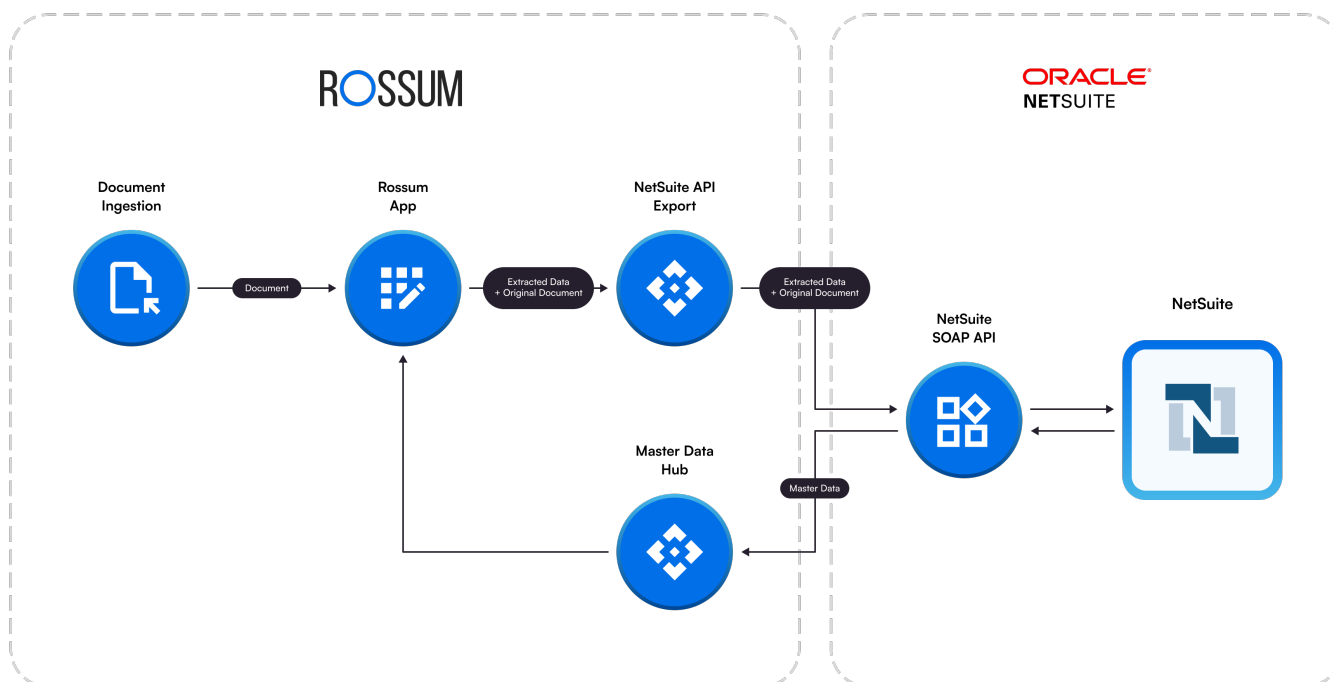 ROSSUM
ORACLE®
NETSUITE
Document
Ingestion
Rossum
App
NetSuite API
Export
Document
Extracted Data
+ Original Document
Extracted Data
+ Original Document
NetSuite
SOAP API
NetSuite
Master Data
Hub
Master Data